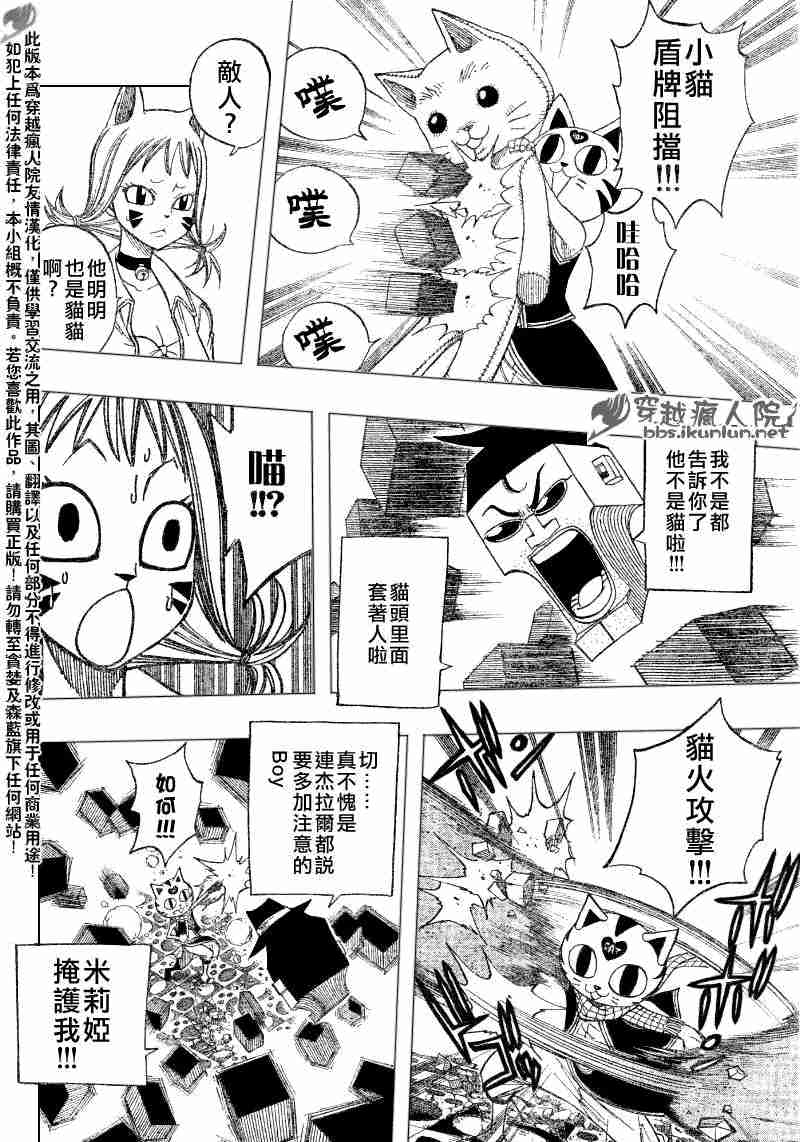 小貓
盾牌阻擋!!!
哇哈哈
噗
噗
噗
敵人?
他明明
也是貓貓
啊?
穿越瘋人院
bbs.ikunlun.net
我不是都
告訴你了
他不是貓啦!!!
貓頭里面
套著人啦
喵
!!?
貓火攻擊!!!
ボ
ゴ
ボ
ゴ
ゴ
切……
真不愧是
連杰拉爾都說
要多加注意的
Boy
如何!!!
米莉婭
掩護我!!!
此版本爲穿越瘋人院友情漢化，僅供學習交流之用，其圖、翻譯以及任何部分不得進行修改或用于任何商業用途！
如犯上任何法律責任，本小組概不負責。若您喜歡此作品，請購買正版！請勿轉至貪婪及森藍旗下任何網站！